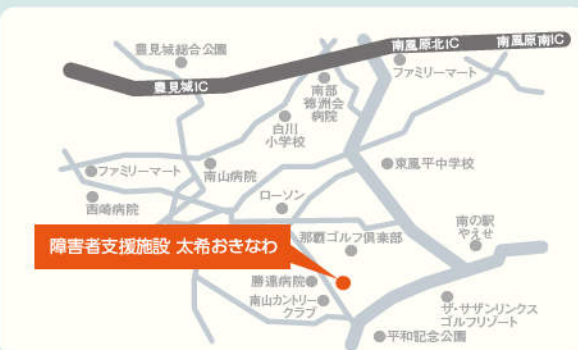 豊見城総合公園
南風原北IC
南風原南IC
ファミリーマート
豊見城IC
南部
徳洲会
病院
白川
小学校
ファミリーマート
南山病院
東風平中学校
西崎病院
ローソン
那覇ゴルフ倶楽部
南の駅
やえせ
障害者支援施設 太希おきなわ
勝連病院
南山カントリー
クラブ
ザ・サザンリンクス
ゴルフリゾート
平和記念公園